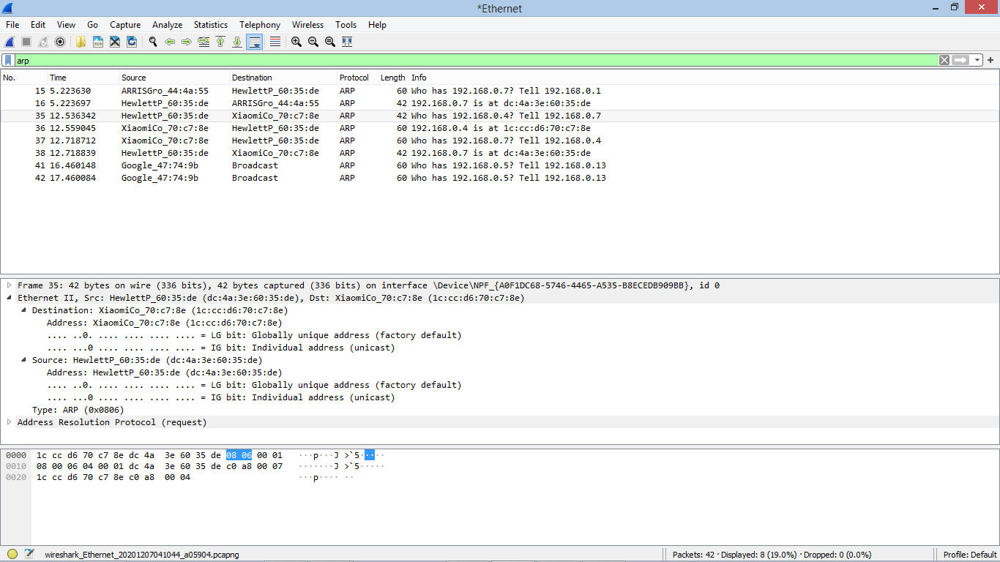 *Ethernet
File Edit View Go Capture Analyze Statistics Telephony Wireless Tools Help
arp
No. Time Source Destination Protocol Length Info
15 5.223630 ARRISGro_44:4a:55 HewlettP_60:35:de ARP 60 Who has 192.168.0.7? Tell 192.168.0.1
16 5.223697 HewlettP_60:35:de ARRISGro_44:4a:55 ARP 42 192.168.0.7 is at dc:4a:3e:60:35:de
35 12.536342 HewlettP_60:35:de XiaomiCo_70:c7:8e ARP 42 Who has 192.168.0.4? Tell 192.168.0.7
36 12.559045 XiaomiCo_70:c7:8e HewlettP_60:35:de ARP 60 192.168.0.4 is at 1c:cc:d6:70:c7:8e
37 12.718712 XiaomiCo_70:c7:8e HewlettP_60:35:de ARP 60 Who has 192.168.0.7? Tell 192.168.0.4
38 12.718839 HewlettP_60:35:de XiaomiCo_70:c7:8e ARP 42 192.168.0.7 is at dc:4a:3e:60:35:de
41 16.460148 Google_47:74:9b Broadcast ARP 60 Who has 192.168.0.5? Tell 192.168.0.13
42 17.460084 Google_47:74:9b Broadcast ARP 60 Who has 192.168.0.5? Tell 192.168.0.13
Frame 35: 42 bytes on wire (336 bits), 42 bytes captured (336 bits) on interface \Device\NPF_{A0F1DC68-5746-4465-A535-B8ECEDB909BB}, id 0
Ethernet II, Src: HewlettP_60:35:de (dc:4a:3e:60:35:de), Dst: XiaomiCo_70:c7:8e (1c:cc:d6:70:c7:8e)
Destination: XiaomiCo_70:c7:8e (1c:cc:d6:70:c7:8e)
Address: XiaomiCo_70:c7:8e (1c:cc:d6:70:c7:8e)
.... ..0. .... .... .... .... = LG bit: Globally unique address (factory default)
.... ...0 .... .... .... .... = IG bit: Individual address (unicast)
Source: HewlettP_60:35:de (dc:4a:3e:60:35:de)
Address: HewlettP_60:35:de (dc:4a:3e:60:35:de)
.... ..0. .... .... .... .... = LG bit: Globally unique address (factory default)
.... ...0 .... .... .... .... = IG bit: Individual address (unicast)
Type: ARP (0x0806)
Address Resolution Protocol (request)
0000 1c cc d6 70 c7 8e dc 4a 3e 60 35 de 08 06 00 01 ···p···J >`5·····
0010 08 00 06 04 00 01 dc 4a 3e 60 35 de c0 a8 00 07 ·······J >`5·····
0020 1c cc d6 70 c7 8e c0 a8 00 04 ···p···· ··
wireshark_Ethernet_20201207041044_a05904.pcapng Packets: 42 · Displayed: 8 (19.0%) · Dropped: 0 (0.0%) Profile: Default